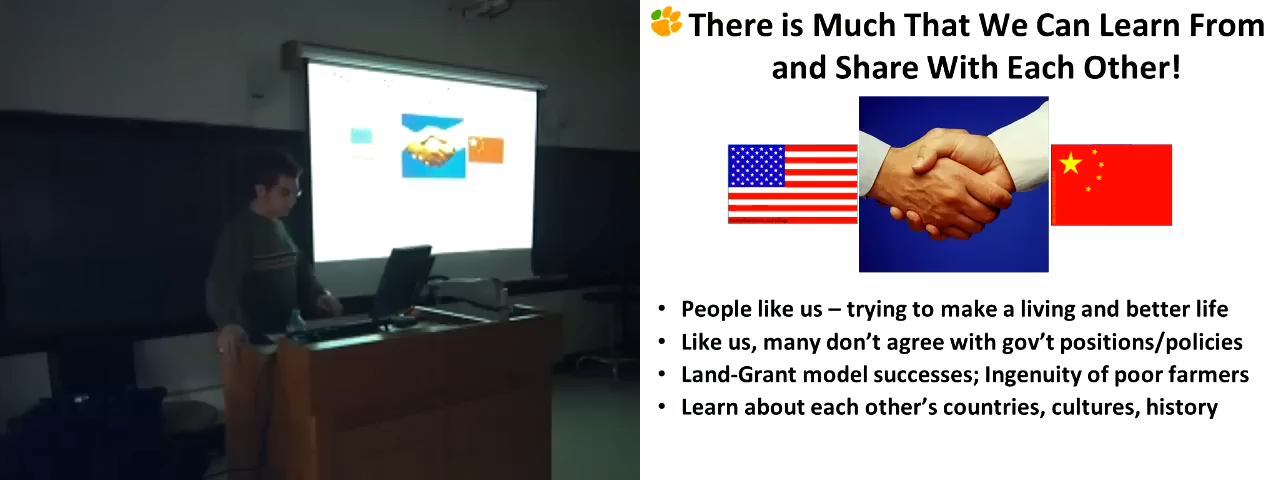 There is Much That We Can Learn From
and Share With Each Other!
• People like us – trying to make a living and better life
• Like us, many don’t agree with gov’t positions/policies
• Land-Grant model successes; Ingenuity of poor farmers
• Learn about each other’s countries, cultures, history